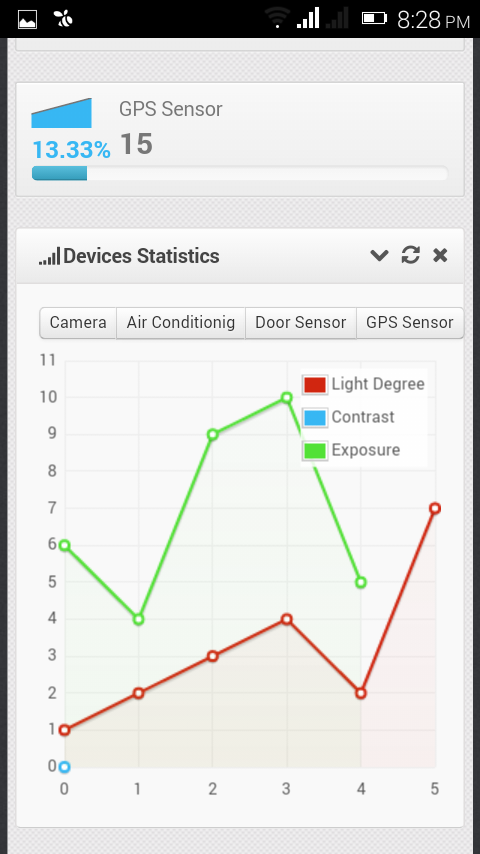 8:28 PM
GPS Sensor
13.33% 15
Devices Statistics
Camera Air Conditionig Door Sensor GPS Sensor
11
10
9
8
7
6
5
4
3
2
1
0
Light Degree
Contrast
Exposure
0 1 2 3 4 5